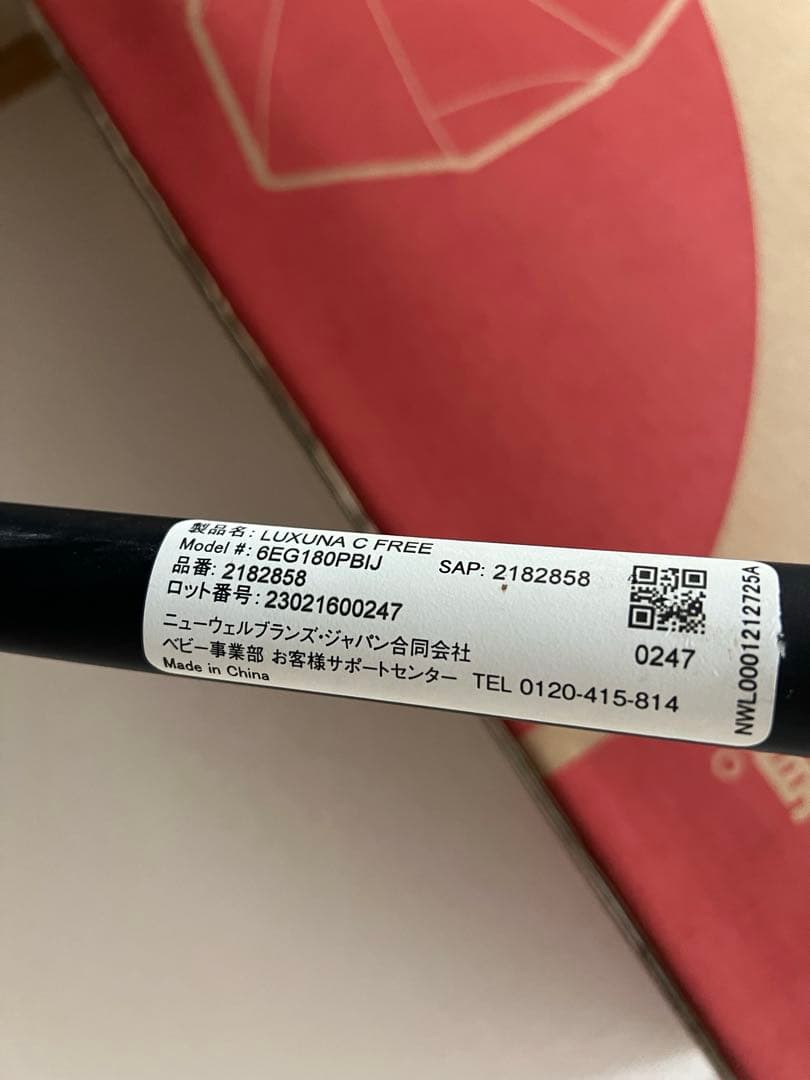 製品名: LUXUNA C FREE
Model #: 6EG180PBIJ
SAP: 2182858
品番: 2182858
ロット番号: 23021600247
ニューウェルブランズ・ジャパン合同会社
ベビー事業部 お客様サポートセンター TEL 0120-415-814
Made in China
0247
NWL0001212725A